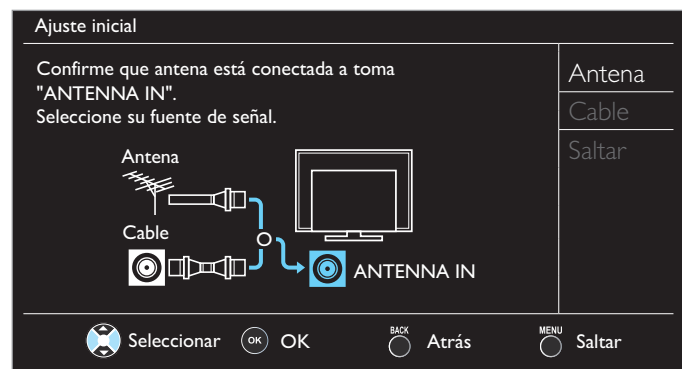 Ajuste inicial
Confirme que antena está conectada a toma
"ANTENNA IN".
Seleccione su fuente de señal.
Antena
Cable
Saltar
Antena
Cable
O
ANTENNA IN
Seleccionar
OK
OK
BACK
Atrás
MENU
Saltar